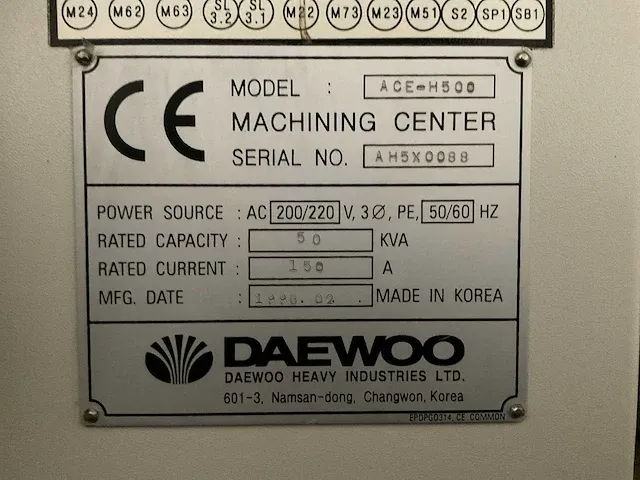 M24 M62 M63 SL 3.2 SL 3.1 M22 M73 M23 M51 S2 SP1 SB1
CE
MODEL : ACE-H500
MACHINING CENTER
SERIAL NO. AH5X0088
POWER SOURCE : AC 200/220 V, 3Ø, PE, 50/60 HZ
RATED CAPACITY : 50 KVA
RATED CURRENT : 150 A
MFG. DATE : 1998. 02 . MADE IN KOREA
DAEWOO
DAEWOO HEAVY INDUSTRIES LTD.
601-3, Namsan-dong, Changwon, Korea
EPDPG0314, CE COMMON